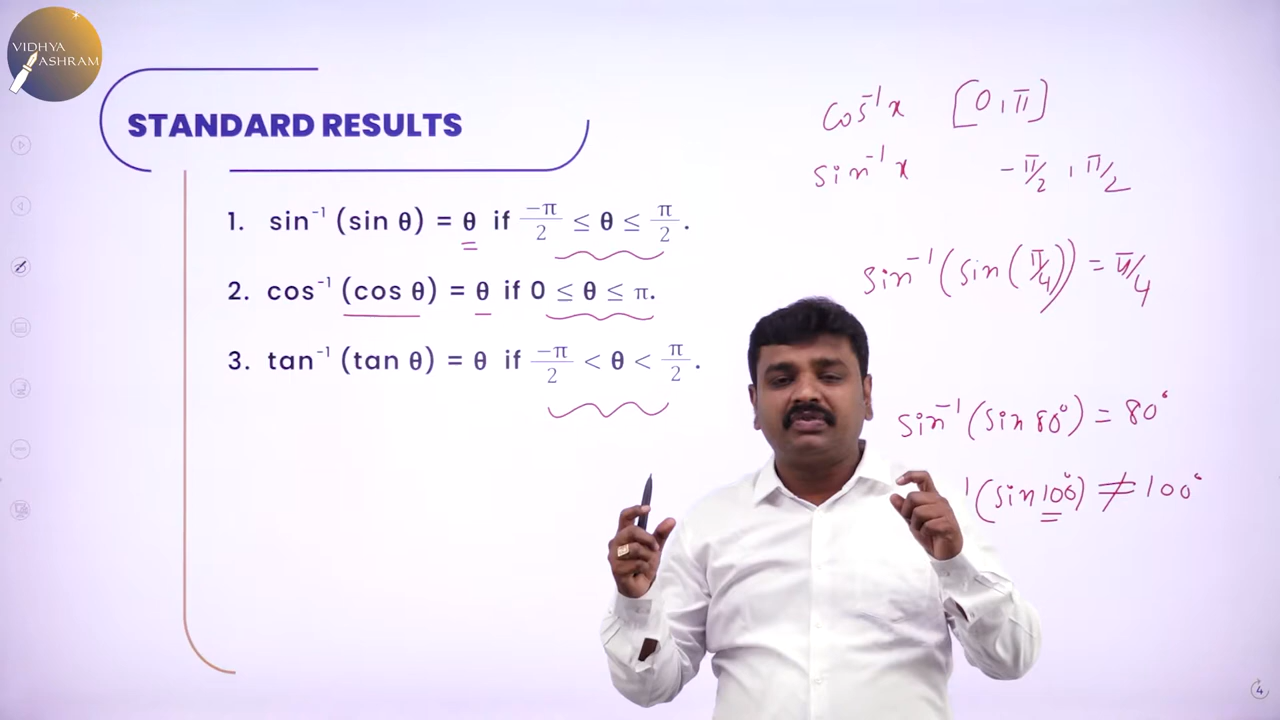 VIDHYA
ASHRAM
STANDARD RESULTS
1. sin⁻¹ (sin θ) = θ if −π/2 ≤ θ ≤ π/2.
2. cos⁻¹ (cos θ) = θ if 0 ≤ θ ≤ π.
3. tan⁻¹ (tan θ) = θ if −π/2 < θ < π/2.
cos⁻¹x [0, π]
sin⁻¹x −π/2, π/2
sin⁻¹(sin(π/4)) = π/4
sin⁻¹(sin 80°) = 80°
¹(sin 100°) ≠ 100°
4